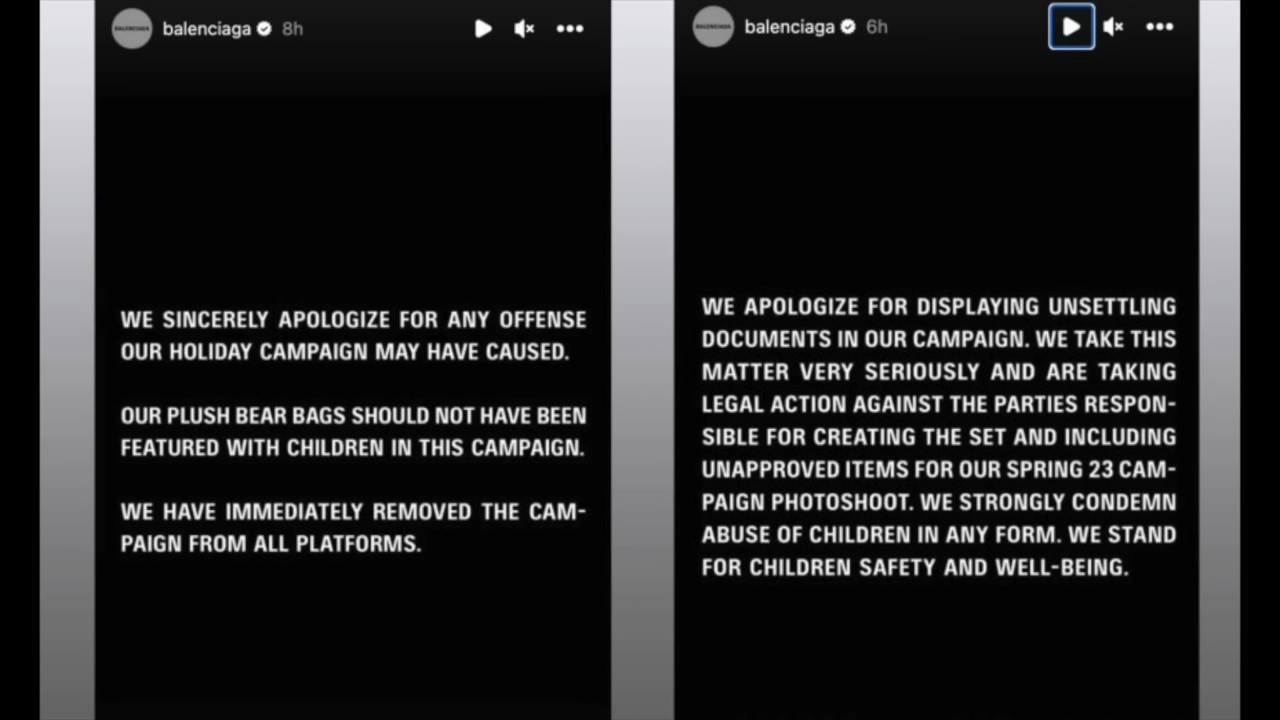 balenciaga 8h
WE SINCERELY APOLOGIZE FOR ANY OFFENSE
OUR HOLIDAY CAMPAIGN MAY HAVE CAUSED.
OUR PLUSH BEAR BAGS SHOULD NOT HAVE BEEN
FEATURED WITH CHILDREN IN THIS CAMPAIGN.
WE HAVE IMMEDIATELY REMOVED THE CAM-
PAIGN FROM ALL PLATFORMS.
balenciaga 6h
WE APOLOGIZE FOR DISPLAYING UNSETTLING
DOCUMENTS IN OUR CAMPAIGN. WE TAKE THIS
MATTER VERY SERIOUSLY AND ARE TAKING
LEGAL ACTION AGAINST THE PARTIES RESPON-
SIBLE FOR CREATING THE SET AND INCLUDING
UNAPPROVED ITEMS FOR OUR SPRING 23 CAM-
PAIGN PHOTOSHOOT. WE STRONGLY CONDEMN
ABUSE OF CHILDREN IN ANY FORM. WE STAND
FOR CHILDREN SAFETY AND WELL-BEING.